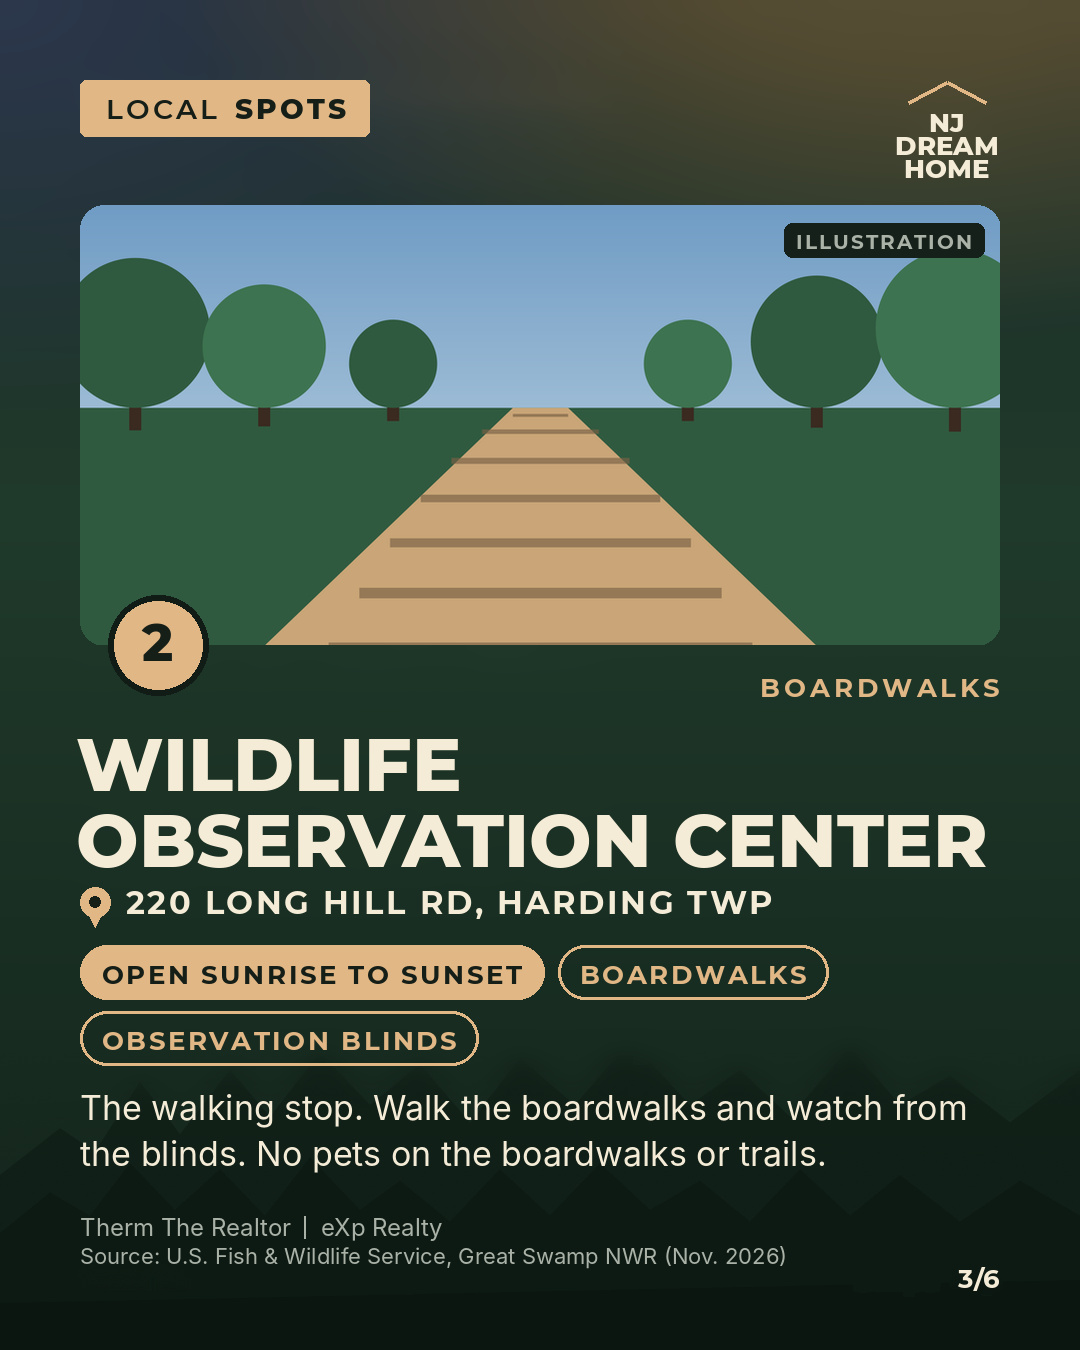 LOCAL SPOTS
NJ
DREAM
HOME
ILLUSTRATION
2
BOARDWALKS
WILDLIFE
OBSERVATION CENTER
220 LONG HILL RD, HARDING TWP
OPEN SUNRISE TO SUNSET
BOARDWALKS
OBSERVATION BLINDS
The walking stop. Walk the boardwalks and watch from
the blinds. No pets on the boardwalks or trails.
Therm The Realtor | eXp Realty
Source: U.S. Fish & Wildlife Service, Great Swamp NWR (Nov. 2026)
3/6